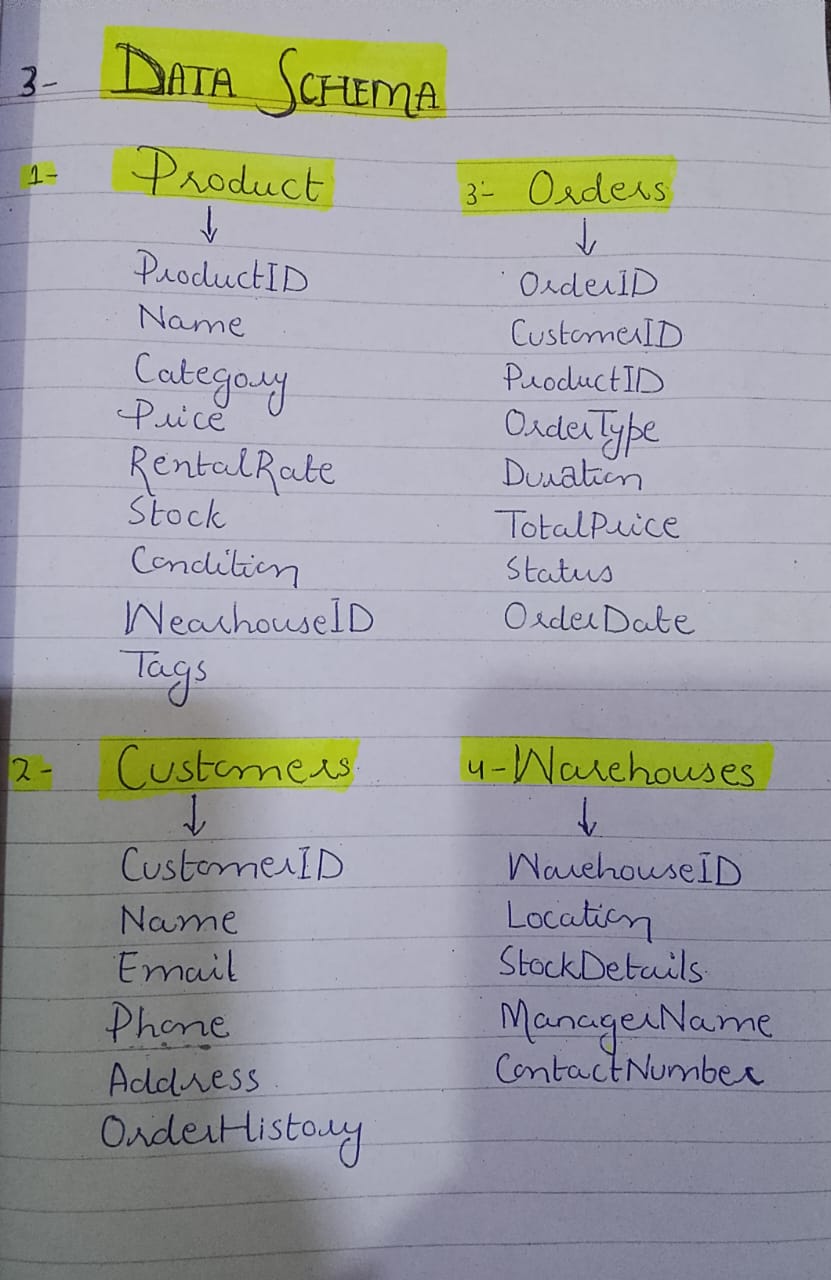 3- DATA SCHEMA
1- Product
↓
ProductID
Name
Category
Price
RentalRate
Stock
Condition
WearhouseID
Tags
2- Customers
↓
CustomerID
Name
Email
Phone
Address
OrderHistory
3- Orders
↓
OrderID
CustomerID
ProductID
OrderType
Duration
TotalPrice
Status
OrderDate
4- Warehouses
↓
WarehouseID
Location
StockDetails
ManagerName
ContactNumber